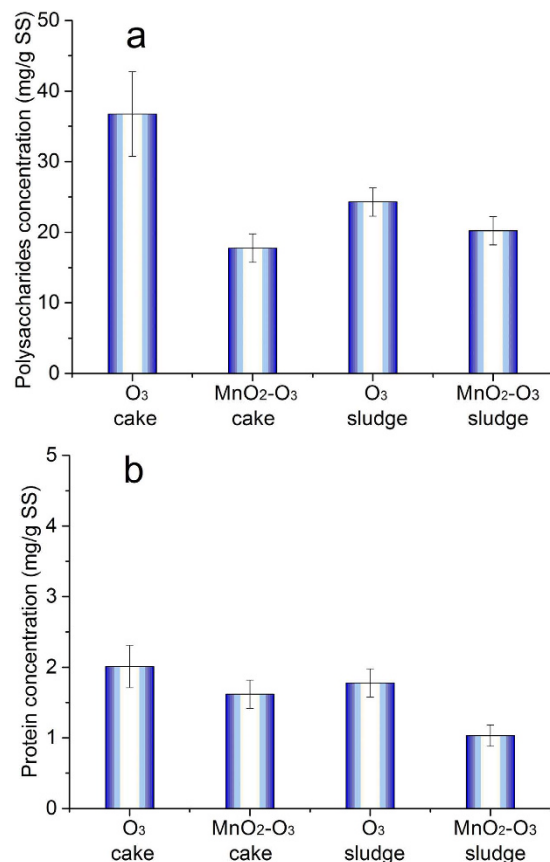 a
Polysaccharides concentration (mg/g SS)
50
40
30
20
10
0
O₃ MnO₂-O₃ O₃ MnO₂-O₃
cake cake sludge sludge
b
Protein concentration (mg/g SS)
5
4
3
2
1
0
O₃ MnO₂-O₃ O₃ MnO₂-O₃
cake cake sludge sludge